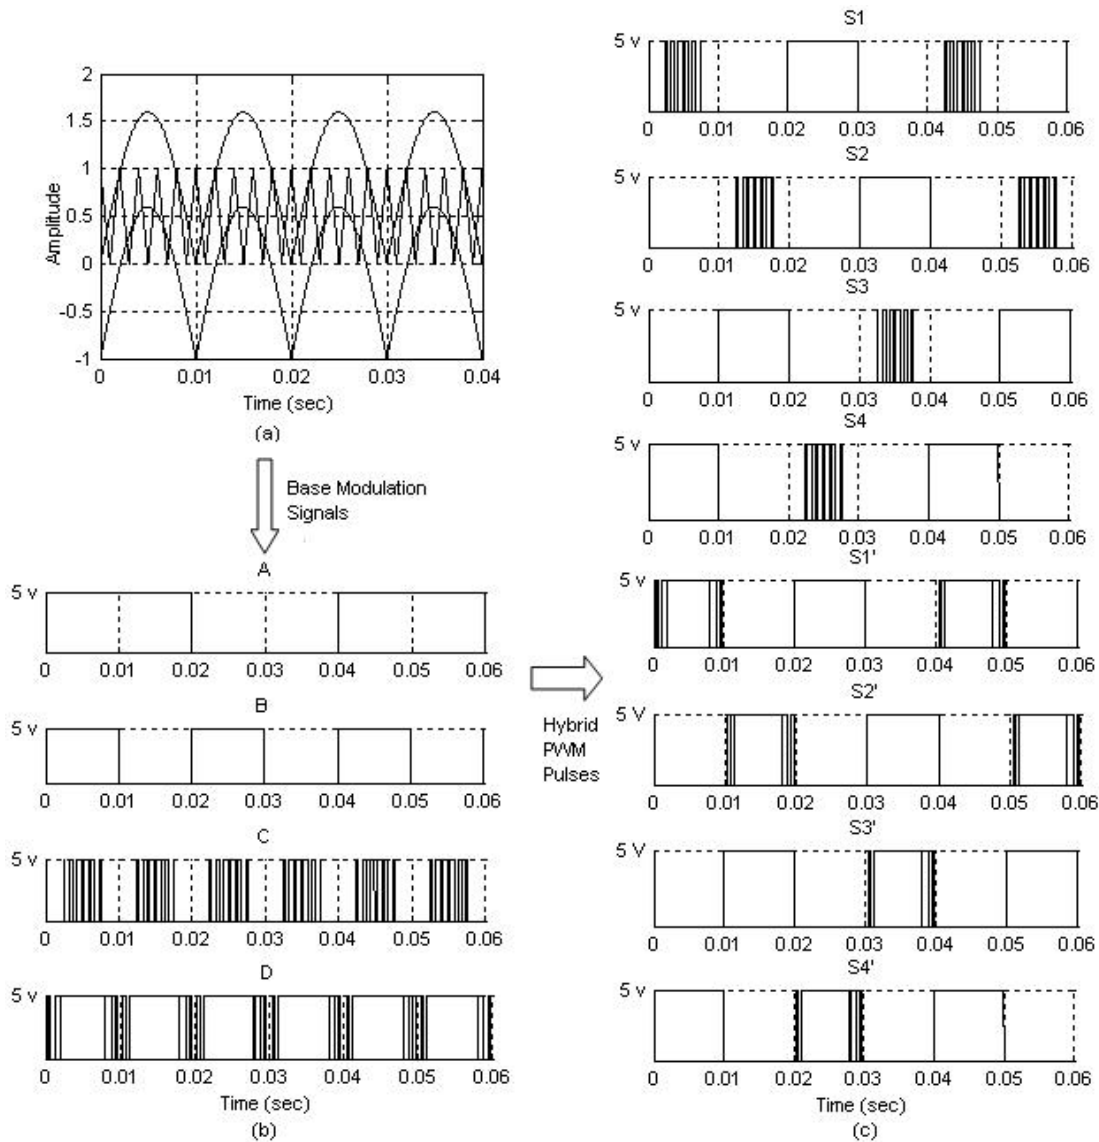 2
1.5
1
0.5
0
-0.5
-1
Amplitude
0 0.01 0.02 0.03 0.04
Time (sec)
(a)
Base Modulation
Signals
A
5 v
0 0.01 0.02 0.03 0.04 0.05 0.06
B
5 v
0 0.01 0.02 0.03 0.04 0.05 0.06
C
5 v
0 0.01 0.02 0.03 0.04 0.05 0.06
D
5 v
0 0.01 0.02 0.03 0.04 0.05 0.06
Time (sec)
(b)
Hybrid
PWM
Pulses
S1
5 v
0 0.01 0.02 0.03 0.04 0.05 0.06
S2
5 v
0 0.01 0.02 0.03 0.04 0.05 0.06
S3
5 v
0 0.01 0.02 0.03 0.04 0.05 0.06
S4
5 v
0 0.01 0.02 0.03 0.04 0.05 0.06
S1'
5 v
0 0.01 0.02 0.03 0.04 0.05 0.06
S2'
5 V
0 0.01 0.02 0.03 0.04 0.05 0.06
S3'
5 V
0 0.01 0.02 0.03 0.04 0.05 0.06
S4'
5 v
0 0.01 0.02 0.03 0.04 0.05 0.06
Time (sec)
(c)